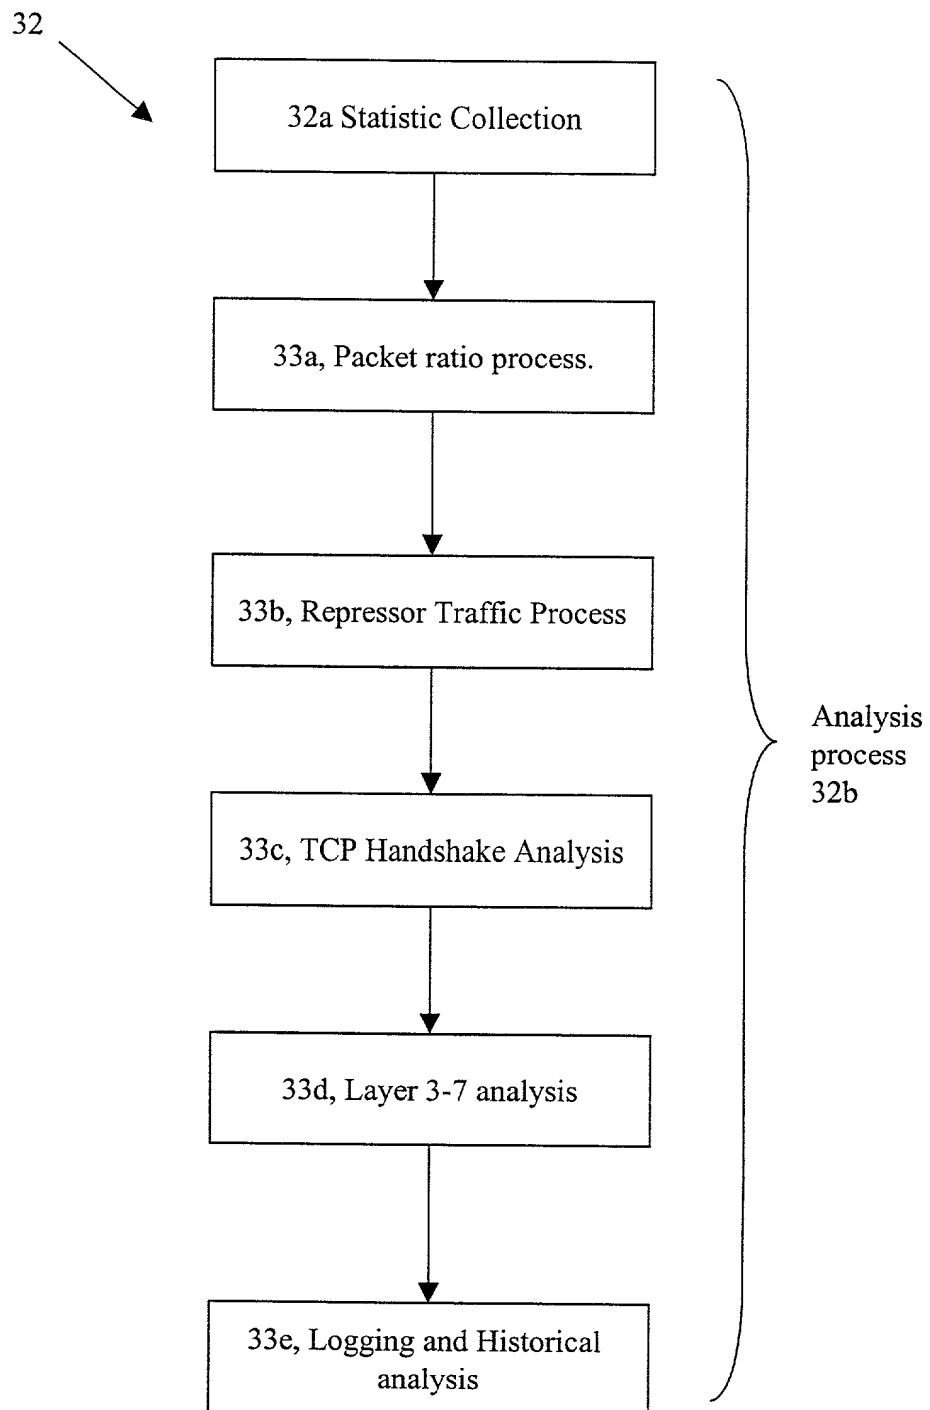 32
32a Statistic Collection
33a, Packet ratio process.
33b, Repressor Traffic Process
33c, TCP Handshake Analysis
33d, Layer 3-7 analysis
33e, Logging and Historical
analysis
Analysis
process
32b